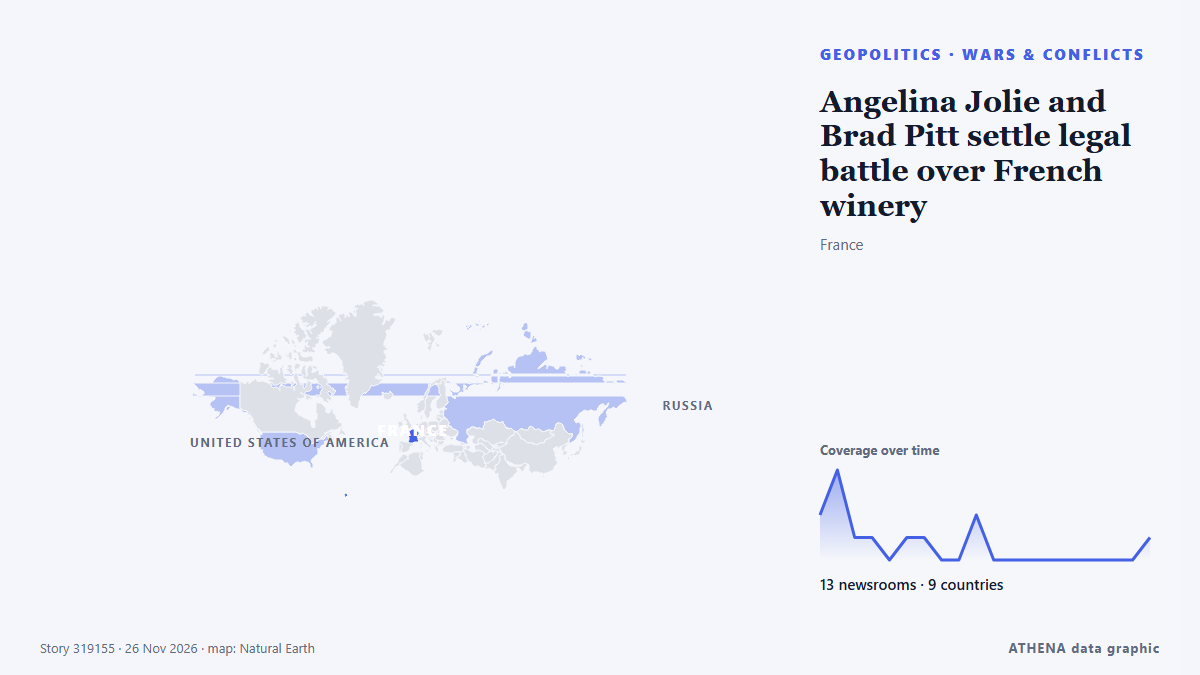 GEOPOLITICS · WARS & CONFLICTS
Angelina Jolie and
Brad Pitt settle legal
battle over French
winery
France
RUSSIA
FRANCE
UNITED STATES OF AMERICA
Coverage over time
13 newsrooms · 9 countries
Story 319155 · 26 Nov 2026 · map: Natural Earth
ATHENA data graphic